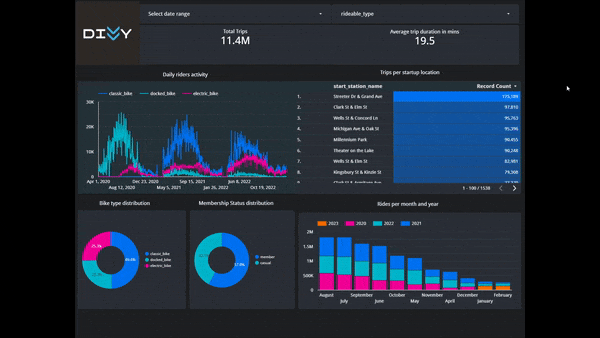 DIVVY
Select date range
rideable_type
Total Trips
11.4M
Average trip duration in mins
19.5
Daily riders activity
classic_bike docked_bike electric_bike
30K
20K
10K
0
Apr 1, 2020 Dec 23, 2020 Sep 15, 2021 Jun 8, 2022
Aug 12, 2020 May 5, 2021 Jan 26, 2022 Oct 19, 2022
Trips per startup location
start_station_name Record Count
1. Streeter Dr & Grand Ave 175,189
2. Clark St & Elm St 97,810
3. Wells St & Concord Ln 95,763
4. Michigan Ave & Oak St 95,396
5. Millennium Park 90,455
6. Theater on the Lake 90,248
7. Wells St & Elm St 82,981
8. Kingsbury St & Kinzie St 79,308
1 - 100 / 1538
Bike type distribution
classic_bike
docked_bike
electric_bike
25.3%
49.4%
Membership Status distribution
member
casual
57.9%
Rides per month and year
2023 2020 2022 2021
2M
1.5M
1M
500K
0
August September October November December February
July June May April January